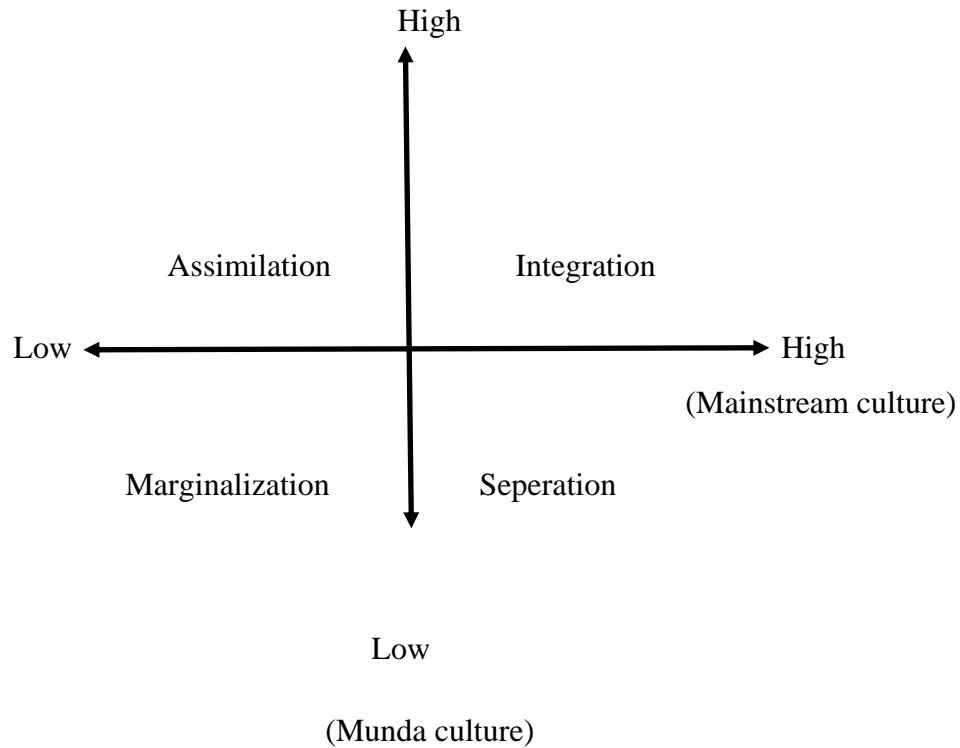 High
Assimilation Integration
Low High
(Mainstream culture)
Marginalization Seperation
Low
(Munda culture)